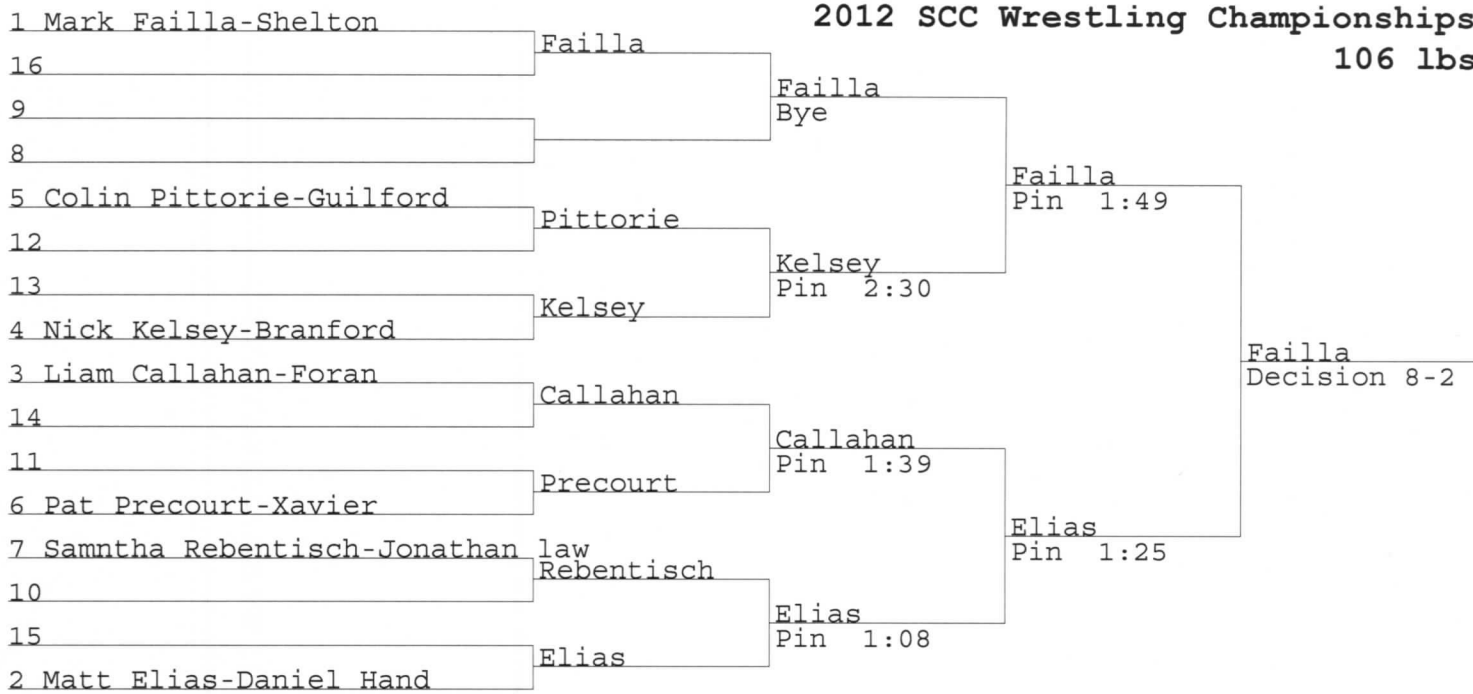 2012 SCC Wrestling Championships
106 lbs
1 Mark Failla-Shelton
16
9
8
5 Colin Pittorie-Guilford
12
13
4 Nick Kelsey-Branford
3 Liam Callahan-Foran
14
11
6 Pat Precourt-Xavier
7 Samntha Rebentisch-Jonathan law
10
15
2 Matt Elias-Daniel Hand
Failla
Pittorie
Kelsey
Callahan
Precourt
Rebentisch
Elias
Failla
Bye
Kelsey
Pin 2:30
Callahan
Pin 1:39
Elias
Pin 1:08
Failla
Pin 1:49
Elias
Pin 1:25
Failla
Decision 8-2